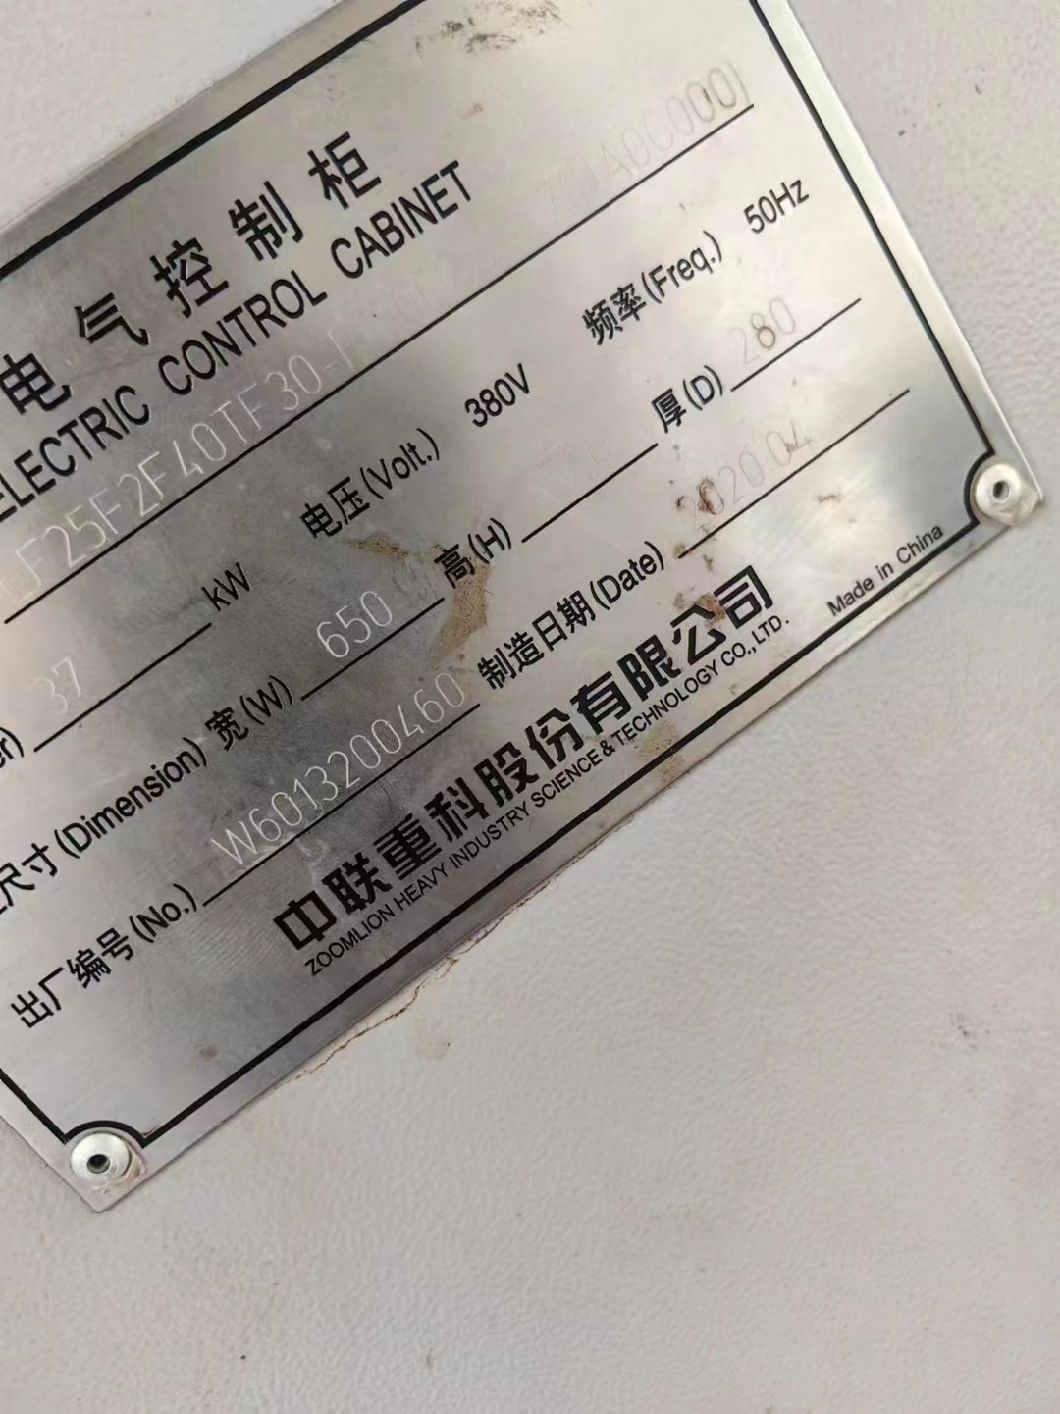 电气控制柜
ELECTRIC CONTROL CABINET
F25F2F40TF30-
37 kW 电压(Volt.) 380V 频率(Freq.) 50Hz
尺寸(Dimension) 宽(W) 650 高(H) 厚(D) 280
出厂编号(No.) W6013200460 制造日期(Date) 2020.04
中联重科股份有限公司
ZOOMLION HEAVY INDUSTRY SCIENCE & TECHNOLOGY CO., LTD.
Made in China